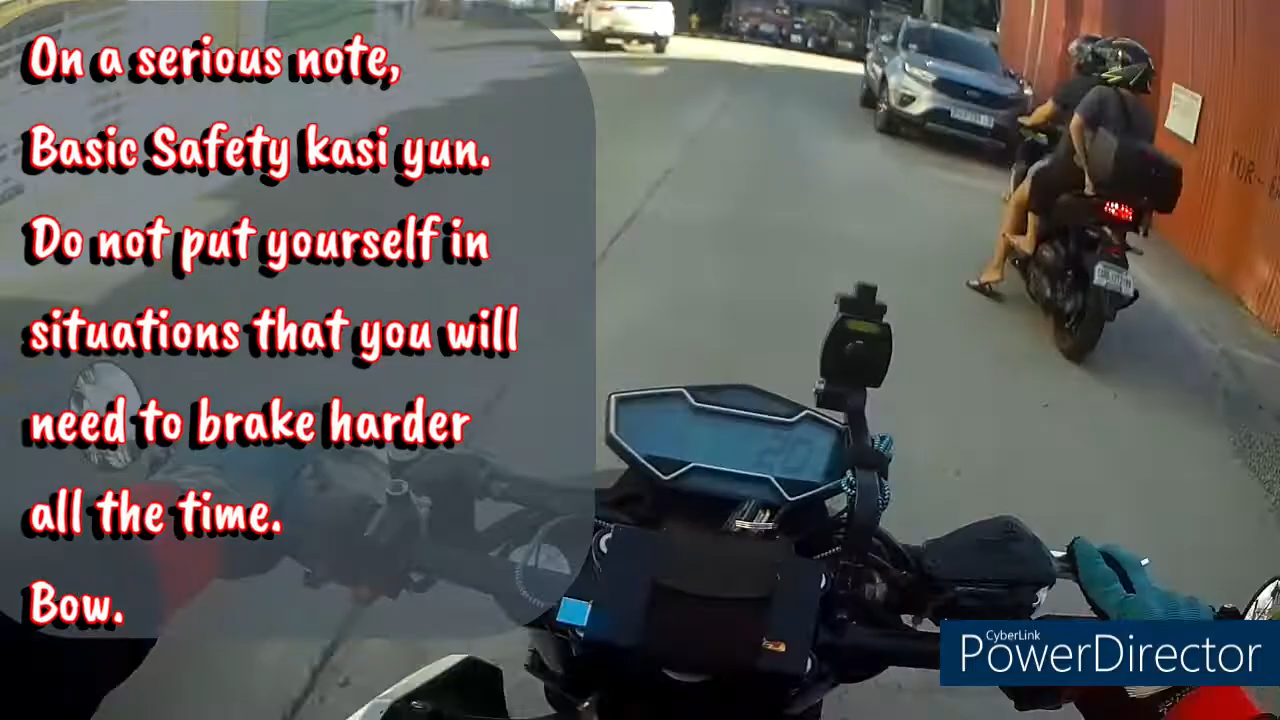 On a serious note,
Basic Safety kasi yun.
Do not put yourself in
situations that you will
need to brake harder
all the time.
Bow.
20
CyberLink
PowerDirector